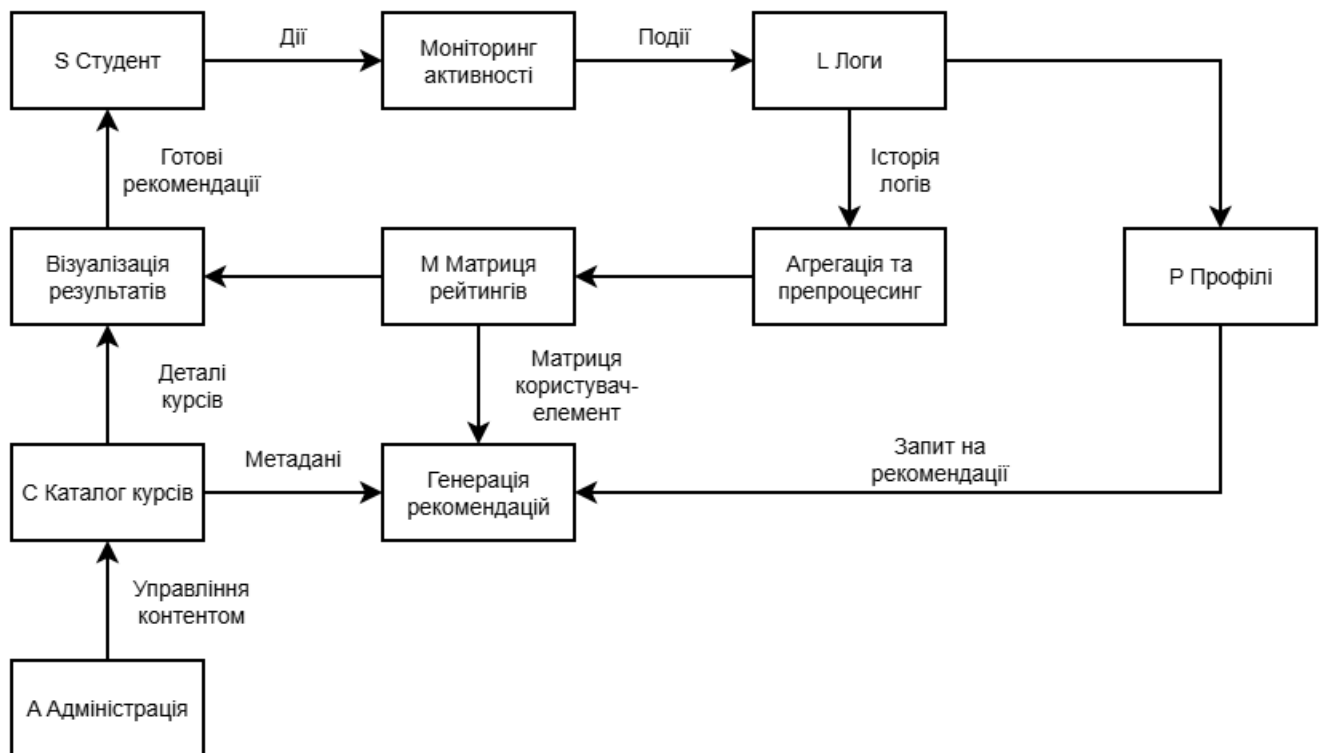 S Студент
Дії
Моніторинг
активності
Події
L Логи
Готові
рекомендації
Історія
логів
Візуалізація
результатів
M Матриця
рейтингів
Агрегація та
препроцесинг
P Профілі
Деталі
курсів
Матриця
користувач-
елемент
C Каталог курсів
Метадані
Генерація
рекомендацій
Запит на
рекомендації
Управління
контентом
A Адміністрація